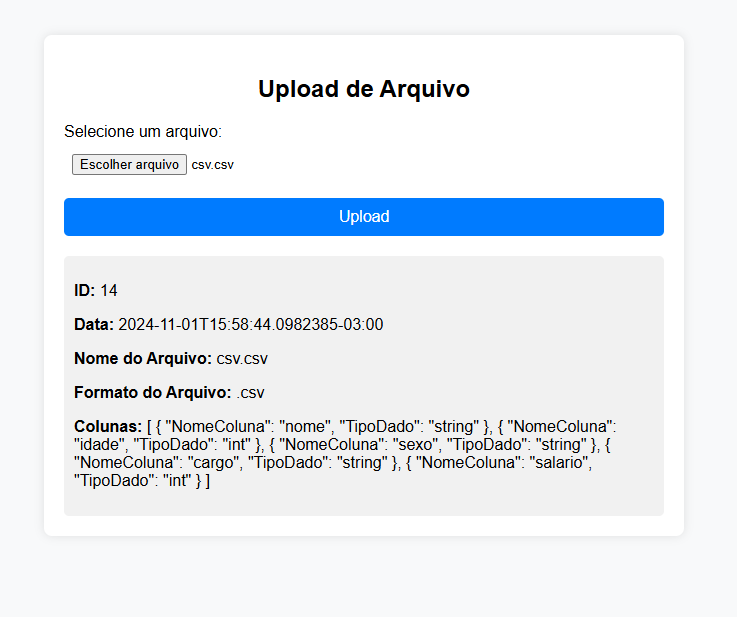 Upload de Arquivo
Selecione um arquivo:
Escolher arquivo csv.csv
Upload
ID: 14
Data: 2024-11-01T15:58:44.0982385-03:00
Nome do Arquivo: csv.csv
Formato do Arquivo: .csv
Colunas: [ { "NomeColuna": "nome", "TipoDado": "string" }, { "NomeColuna":
"idade", "TipoDado": "int" }, { "NomeColuna": "sexo", "TipoDado": "string" }, {
"NomeColuna": "cargo", "TipoDado": "string" }, { "NomeColuna": "salario",
"TipoDado": "int" } ]